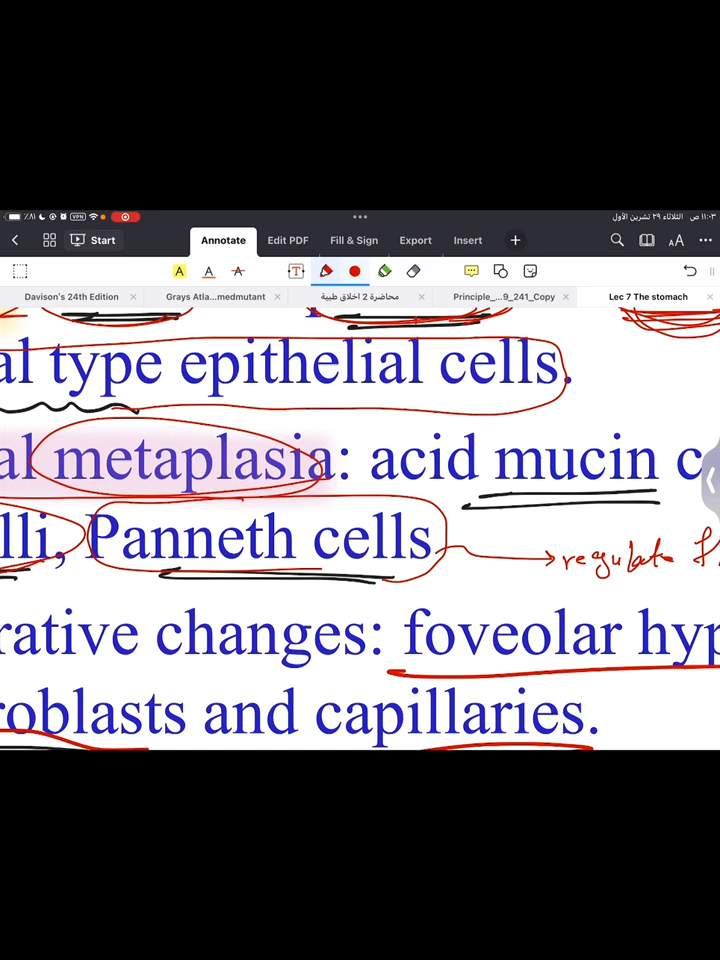 ٪٨١ VPN ١١:٠٣ ص الثلاثاء ٢٩ تشرين الأول
Start Annotate Edit PDF Fill & Sign Export Insert
Davison's 24th Edition Grays Atla...medmutant محاضرة 2 اخلاق طبية Principle_...9_241_Copy Lec 7 The stomach
al type epithelial cells.
al metaplasia: acid mucin c
lli, Panneth cells → regulate
rative changes: foveolar hyp
roblasts and capillaries.